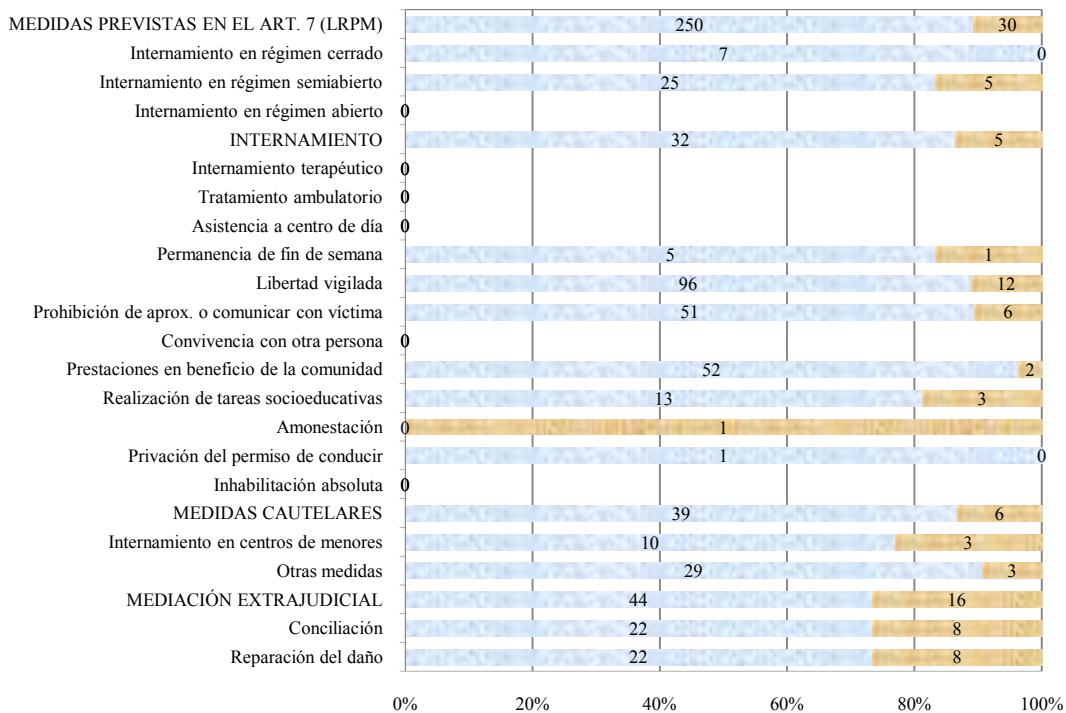 MEDIDAS PREVISTAS EN EL ART. 7 (LRPM) 250 30
Internamiento en régimen cerrado 7 0
Internamiento en régimen semiabierto 25 5
Internamiento en régimen abierto 0
INTERNAMIENTO 32 5
Internamiento terapéutico 0
Tratamiento ambulatorio 0
Asistencia a centro de día 0
Permanencia de fin de semana 5 1
Libertad vigilada 96 12
Prohibición de aprox. o comunicar con víctima 51 6
Convivencia con otra persona 0
Prestaciones en beneficio de la comunidad 52 2
Realización de tareas socioeducativas 13 3
Amonestación 0 1
Privación del permiso de conducir 1 0
Inhabilitación absoluta 0
MEDIDAS CAUTELARES 39 6
Internamiento en centros de menores 10 3
Otras medidas 29 3
MEDIACIÓN EXTRAJUDICIAL 44 16
Conciliación 22 8
Reparación del daño 22 8
0% 20% 40% 60% 80% 100%